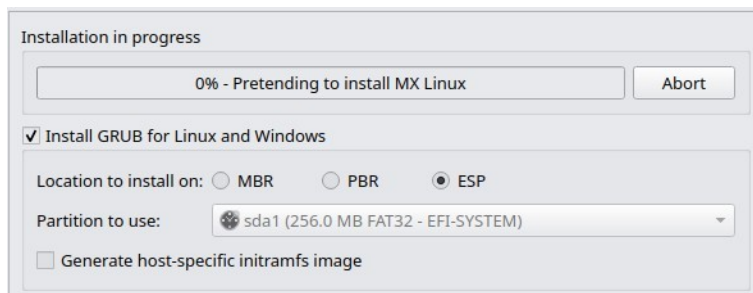 Installation in progress
0% - Pretending to install MX Linux Abort
Install GRUB for Linux and Windows
Location to install on: MBR PBR ESP
Partition to use: sda1 (256.0 MB FAT32 - EFI-SYSTEM)
Generate host-specific initramfs image